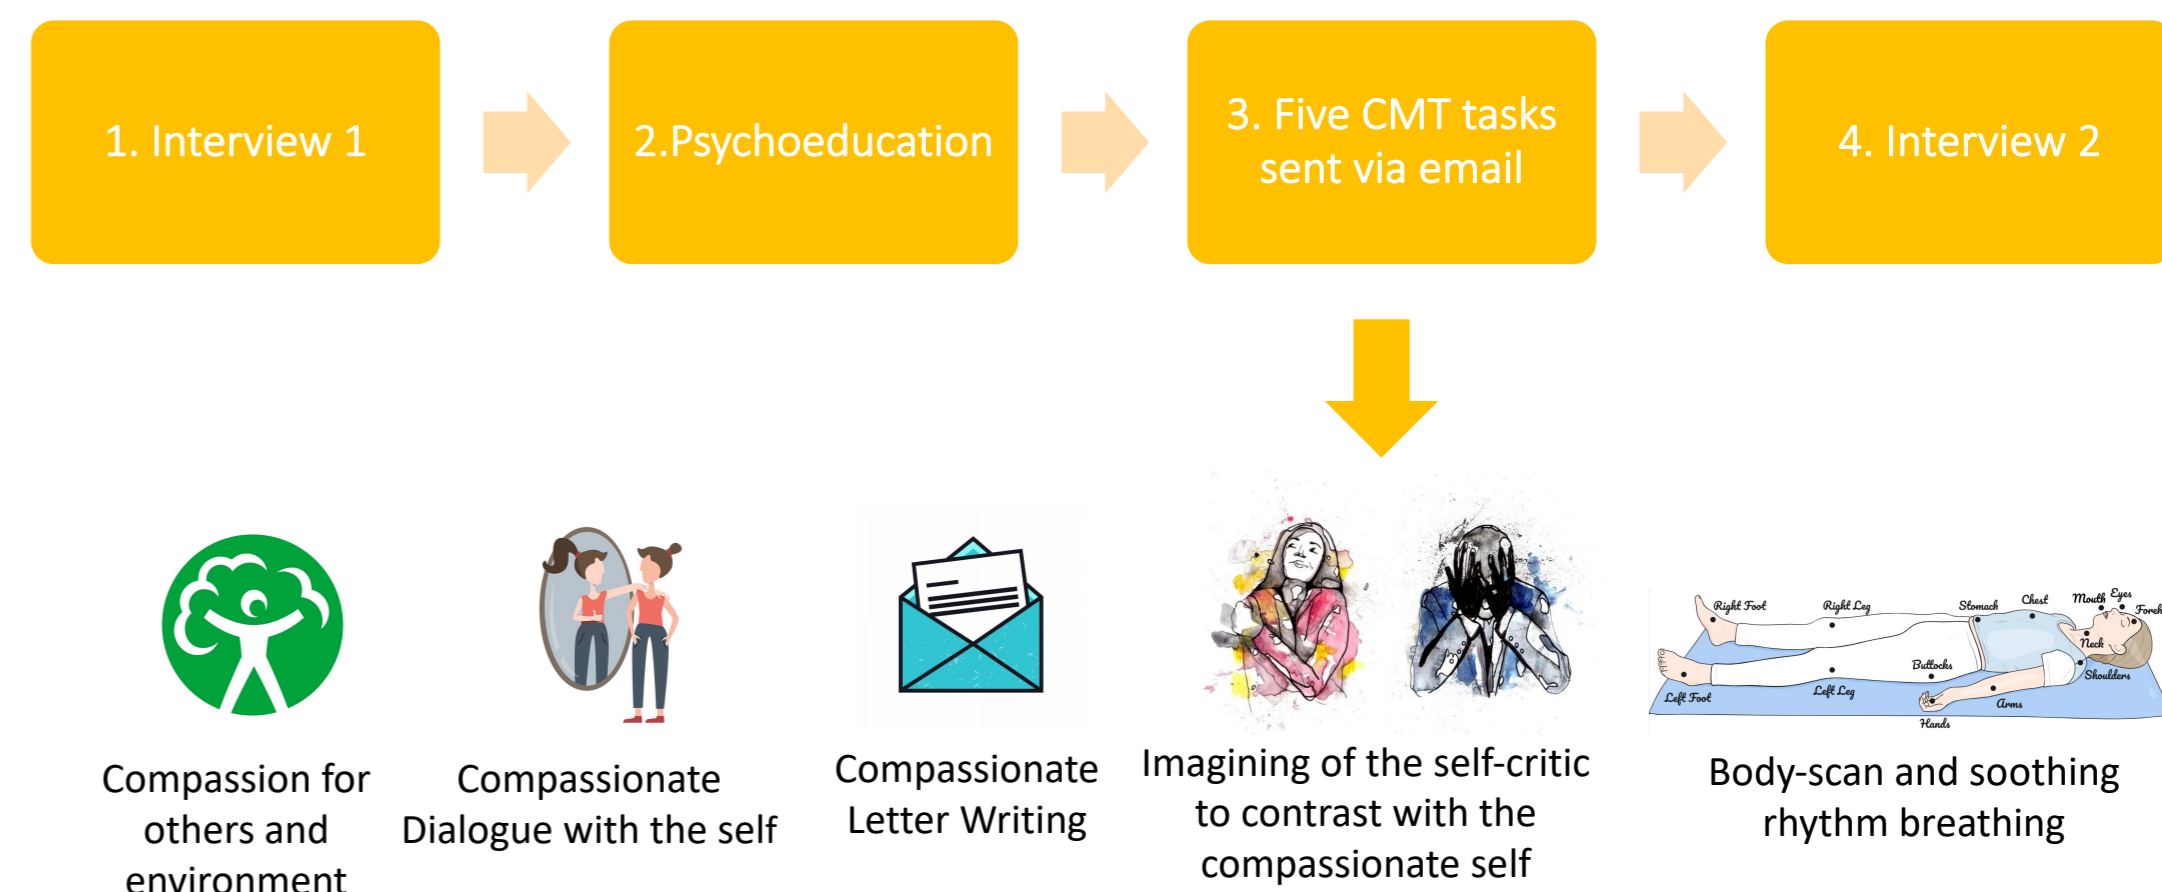 1. Interview 1
2.Psychoeducation
3. Five CMT tasks
sent via email
4. Interview 2
Compassion for
others and
environment
Compassionate
Dialogue with the self
Compassionate
Letter Writing
Imagining of the self-critic
to contrast with the
compassionate self
Right Foot
Right Leg
Stomach
Chest
Mouth
Eyes
Neck
Shoulders
Buttocks
Left Foot
Left Leg
Arms
Hands
Body-scan and soothing
rhythm breathing